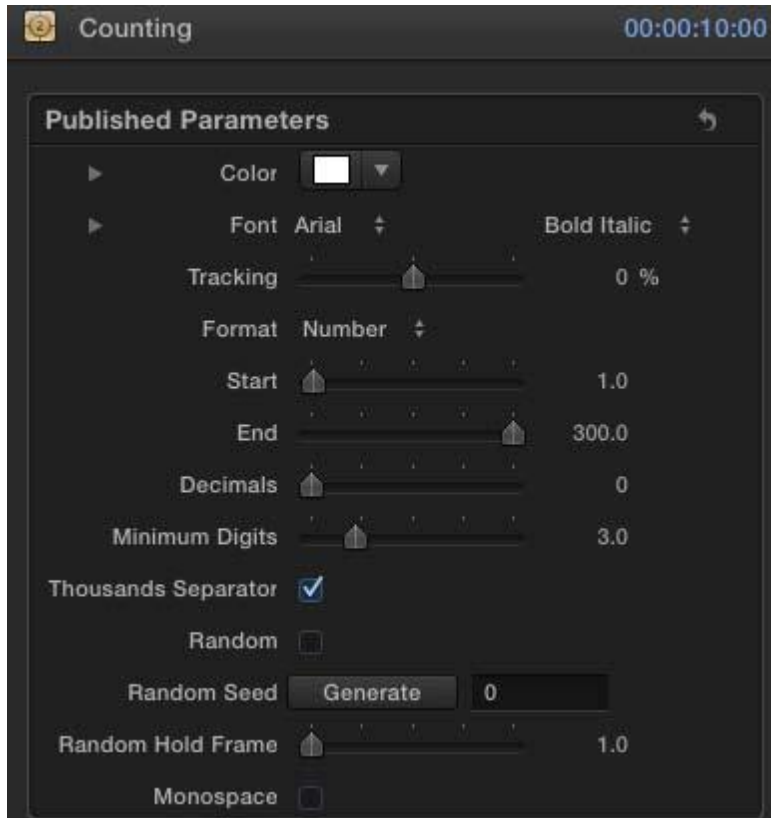 2 Counting 00:00:10:00
Published Parameters
Color
Font Arial Bold Italic
Tracking 0 %
Format Number
Start 1.0
End 300.0
Decimals 0
Minimum Digits 3.0
Thousands Separator
Random
Random Seed Generate 0
Random Hold Frame 1.0
Monospace